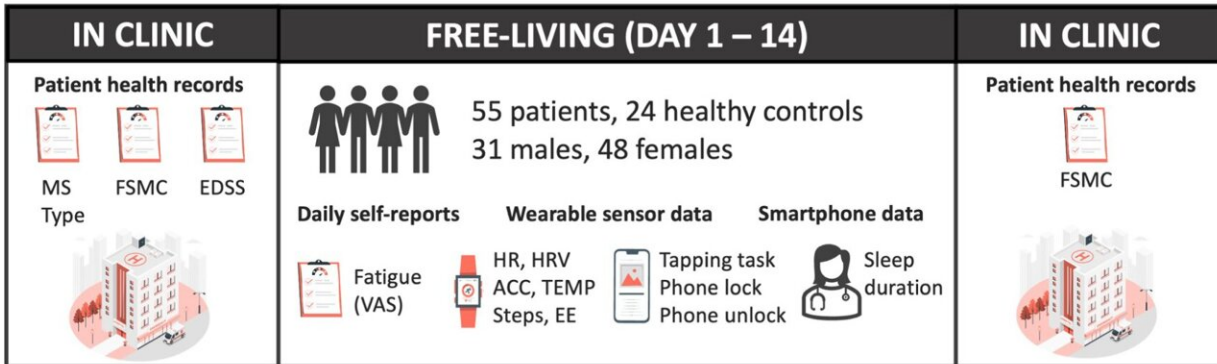 IN CLINIC
Patient health records
MS
Type
FSMC
EDSS
FREE-LIVING (DAY 1 – 14)
55 patients, 24 healthy controls
31 males, 48 females
Daily self-reports
Fatigue
(VAS)
Wearable sensor data
HR, HRV
ACC, TEMP
Steps, EE
Smartphone data
Tapping task
Phone lock
Phone unlock
Sleep
duration
IN CLINIC
Patient health records
FSMC
H
H